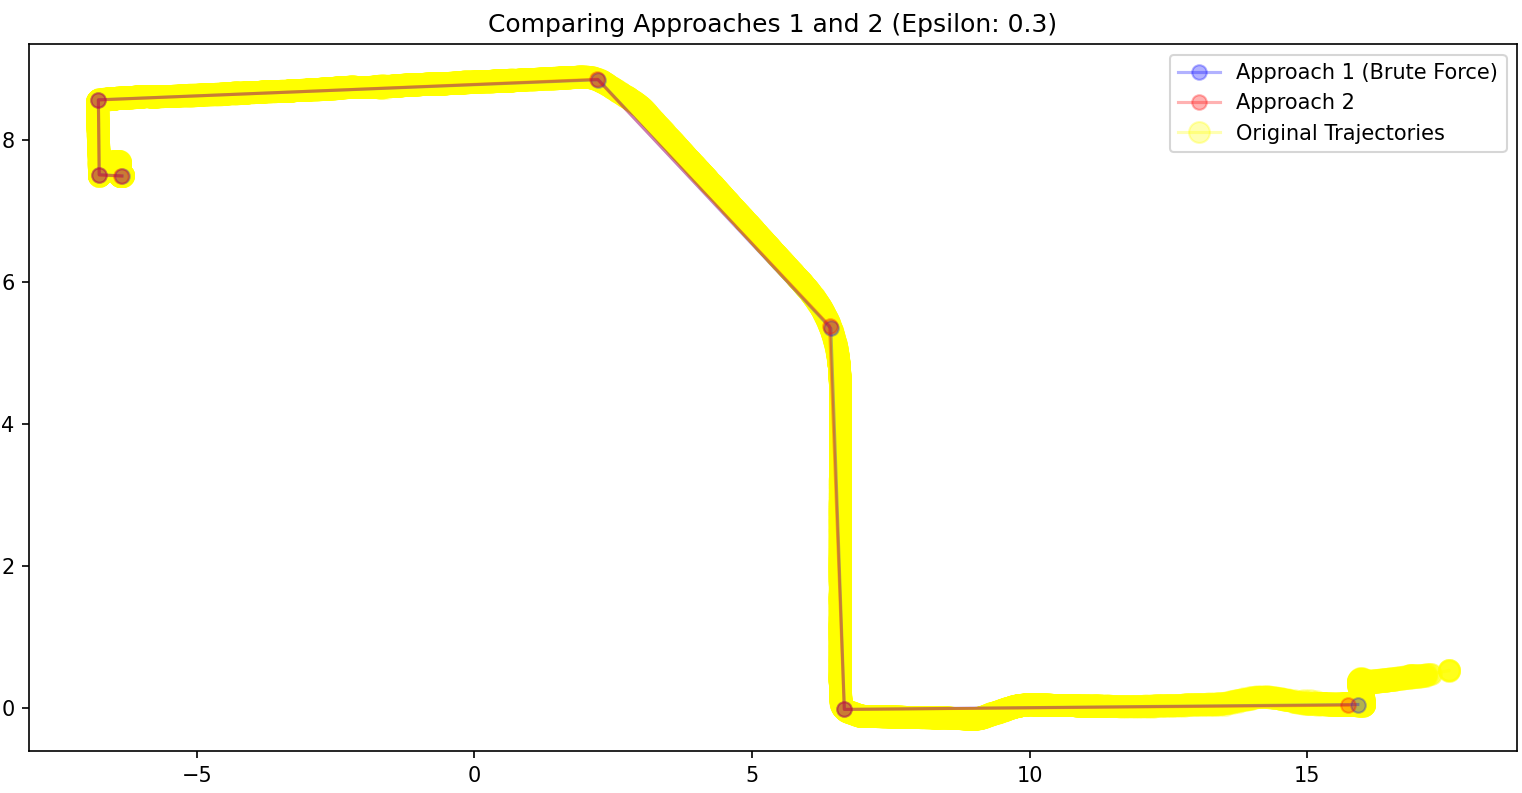 Comparing Approaches 1 and 2 (Epsilon: 0.3)
Approach 1 (Brute Force)
Approach 2
Original Trajectories
8
6
4
2
0
−5
0
5
10
15